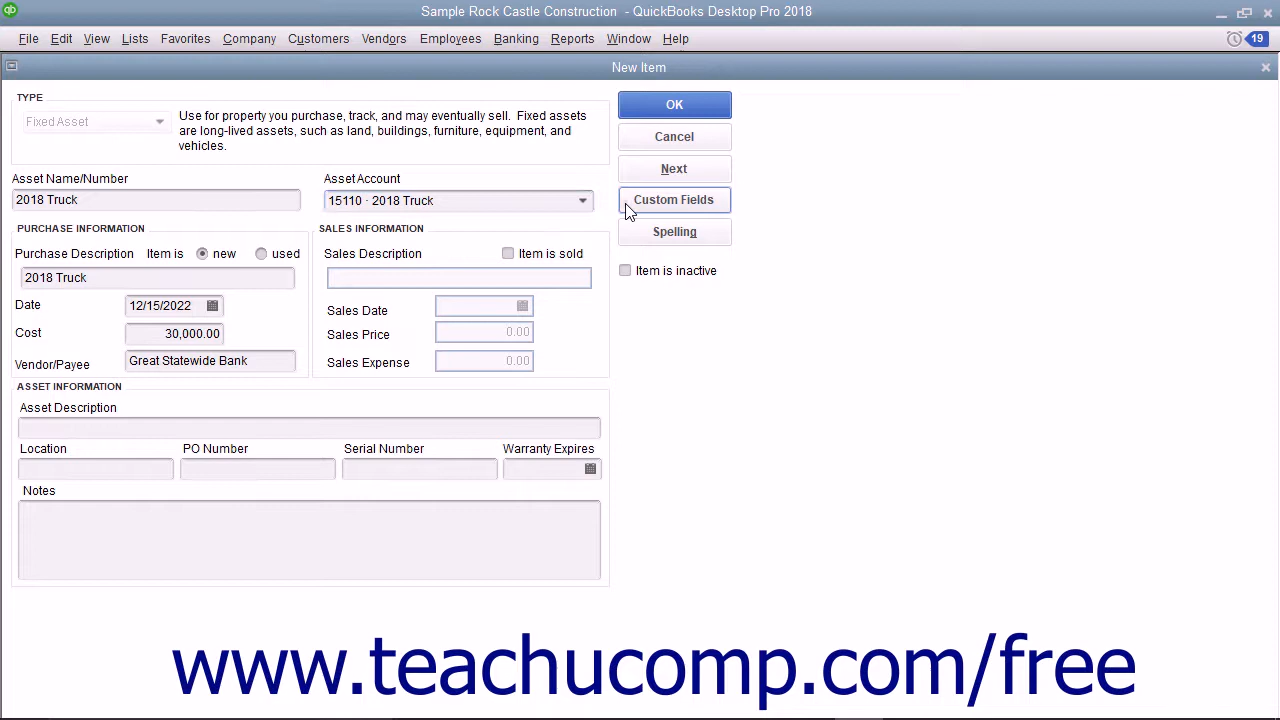 Sample Rock Castle Construction - QuickBooks Desktop Pro 2018
File Edit View Lists Favorites Company Customers Vendors Employees Banking Reports Window Help 19
New Item
TYPE
Fixed Asset
Use for property you purchase, track, and may eventually sell. Fixed assets
are long-lived assets, such as land, buildings, furniture, equipment, and
vehicles.
OK
Cancel
Next
Custom Fields
Spelling
Item is inactive
Asset Name/Number
2018 Truck
Asset Account
15110 · 2018 Truck
PURCHASE INFORMATION
Purchase Description Item is new used
2018 Truck
Date 12/15/2022
Cost 30,000.00
Vendor/Payee Great Statewide Bank
SALES INFORMATION
Sales Description Item is sold
Sales Date
Sales Price 0.00
Sales Expense 0.00
ASSET INFORMATION
Asset Description
Location PO Number Serial Number Warranty Expires
Notes
www.teachucomp.com/free